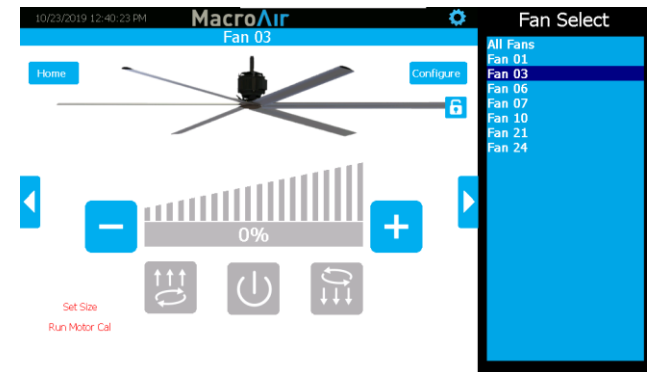 10/23/2019 12:40:23 PM
MacroAir
Fan 03
Home
Configure
0%
Set Size
Run Motor Cal
Fan Select
All Fans
Fan 01
Fan 03
Fan 06
Fan 07
Fan 10
Fan 21
Fan 24